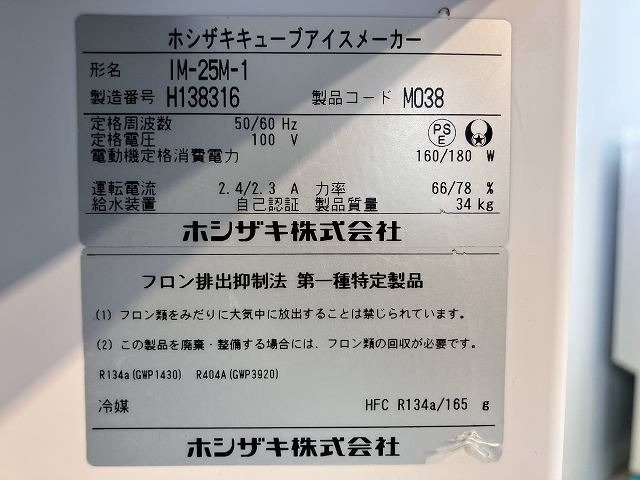 ホシザキキューブアイスメーカー
形名 IM-25M-1
製造番号 H138316 製品コード M038
定格周波数 50/60 Hz
定格電圧 100 V
PS E
電動機定格消費電力 160/180 W
運転電流 2.4/2.3 A 力率 66/78 %
給水装置 自己認証 製品質量 34 kg
ホシザキ株式会社
フロン排出抑制法 第一種特定製品
(1) フロン類をみだりに大気中に放出することは禁じられています。
(2) この製品を廃棄・整備する場合には、フロン類の回収が必要です。
R134a(GWP1430) R404A(GWP3920)
冷媒 HFC R134a/165 g
ホシザキ株式会社